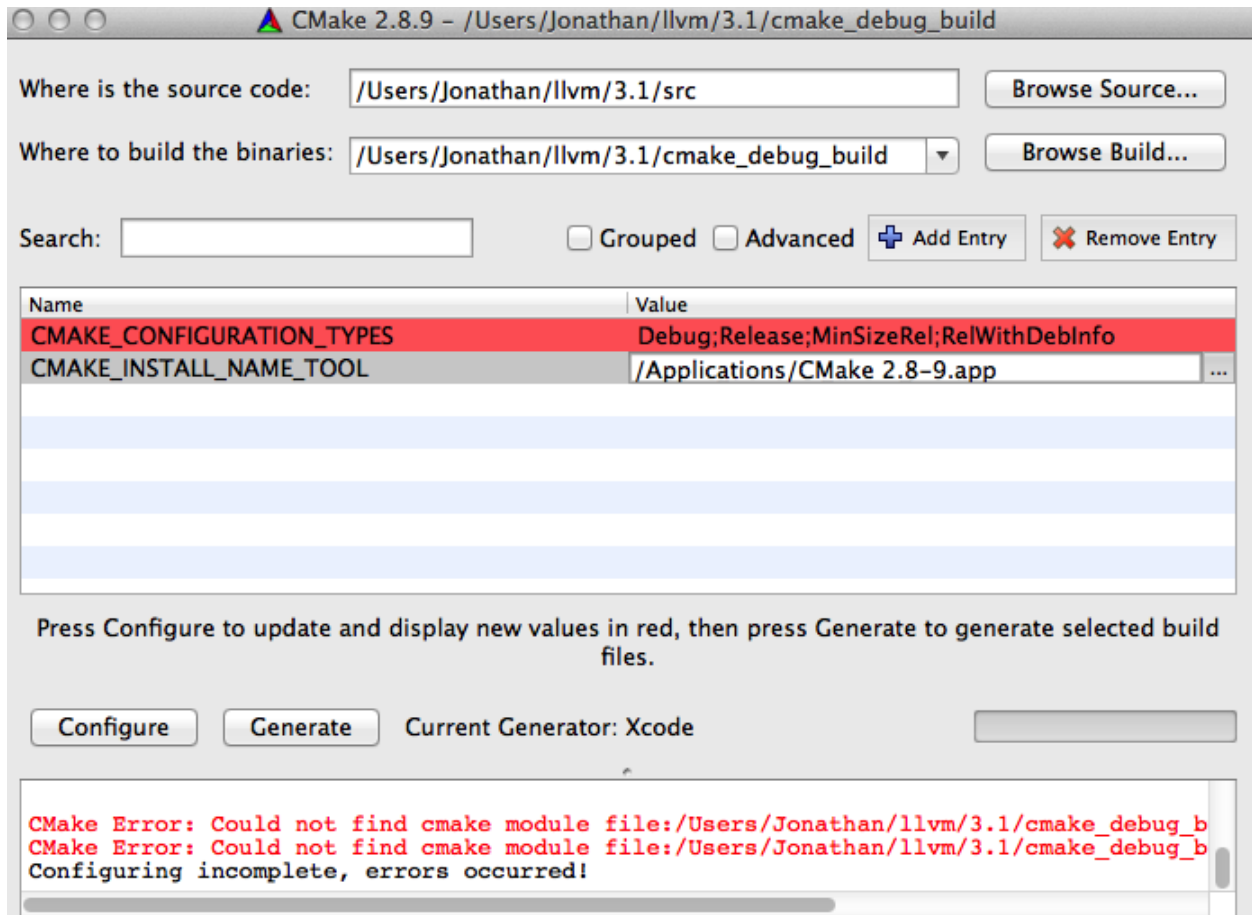 CMake 2.8.9 - /Users/Jonathan/llvm/3.1/cmake_debug_build
Where is the source code: /Users/Jonathan/llvm/3.1/src Browse Source...
Where to build the binaries: /Users/Jonathan/llvm/3.1/cmake_debug_build Browse Build...
Search: Grouped Advanced Add Entry Remove Entry
Name Value
CMAKE_CONFIGURATION_TYPES Debug;Release;MinSizeRel;RelWithDebInfo
CMAKE_INSTALL_NAME_TOOL /Applications/CMake 2.8-9.app ...
Press Configure to update and display new values in red, then press Generate to generate selected build
files.
Configure Generate Current Generator: Xcode
CMake Error: Could not find cmake module file:/Users/Jonathan/llvm/3.1/cmake_debug_b
CMake Error: Could not find cmake module file:/Users/Jonathan/llvm/3.1/cmake_debug_b
Configuring incomplete, errors occurred!